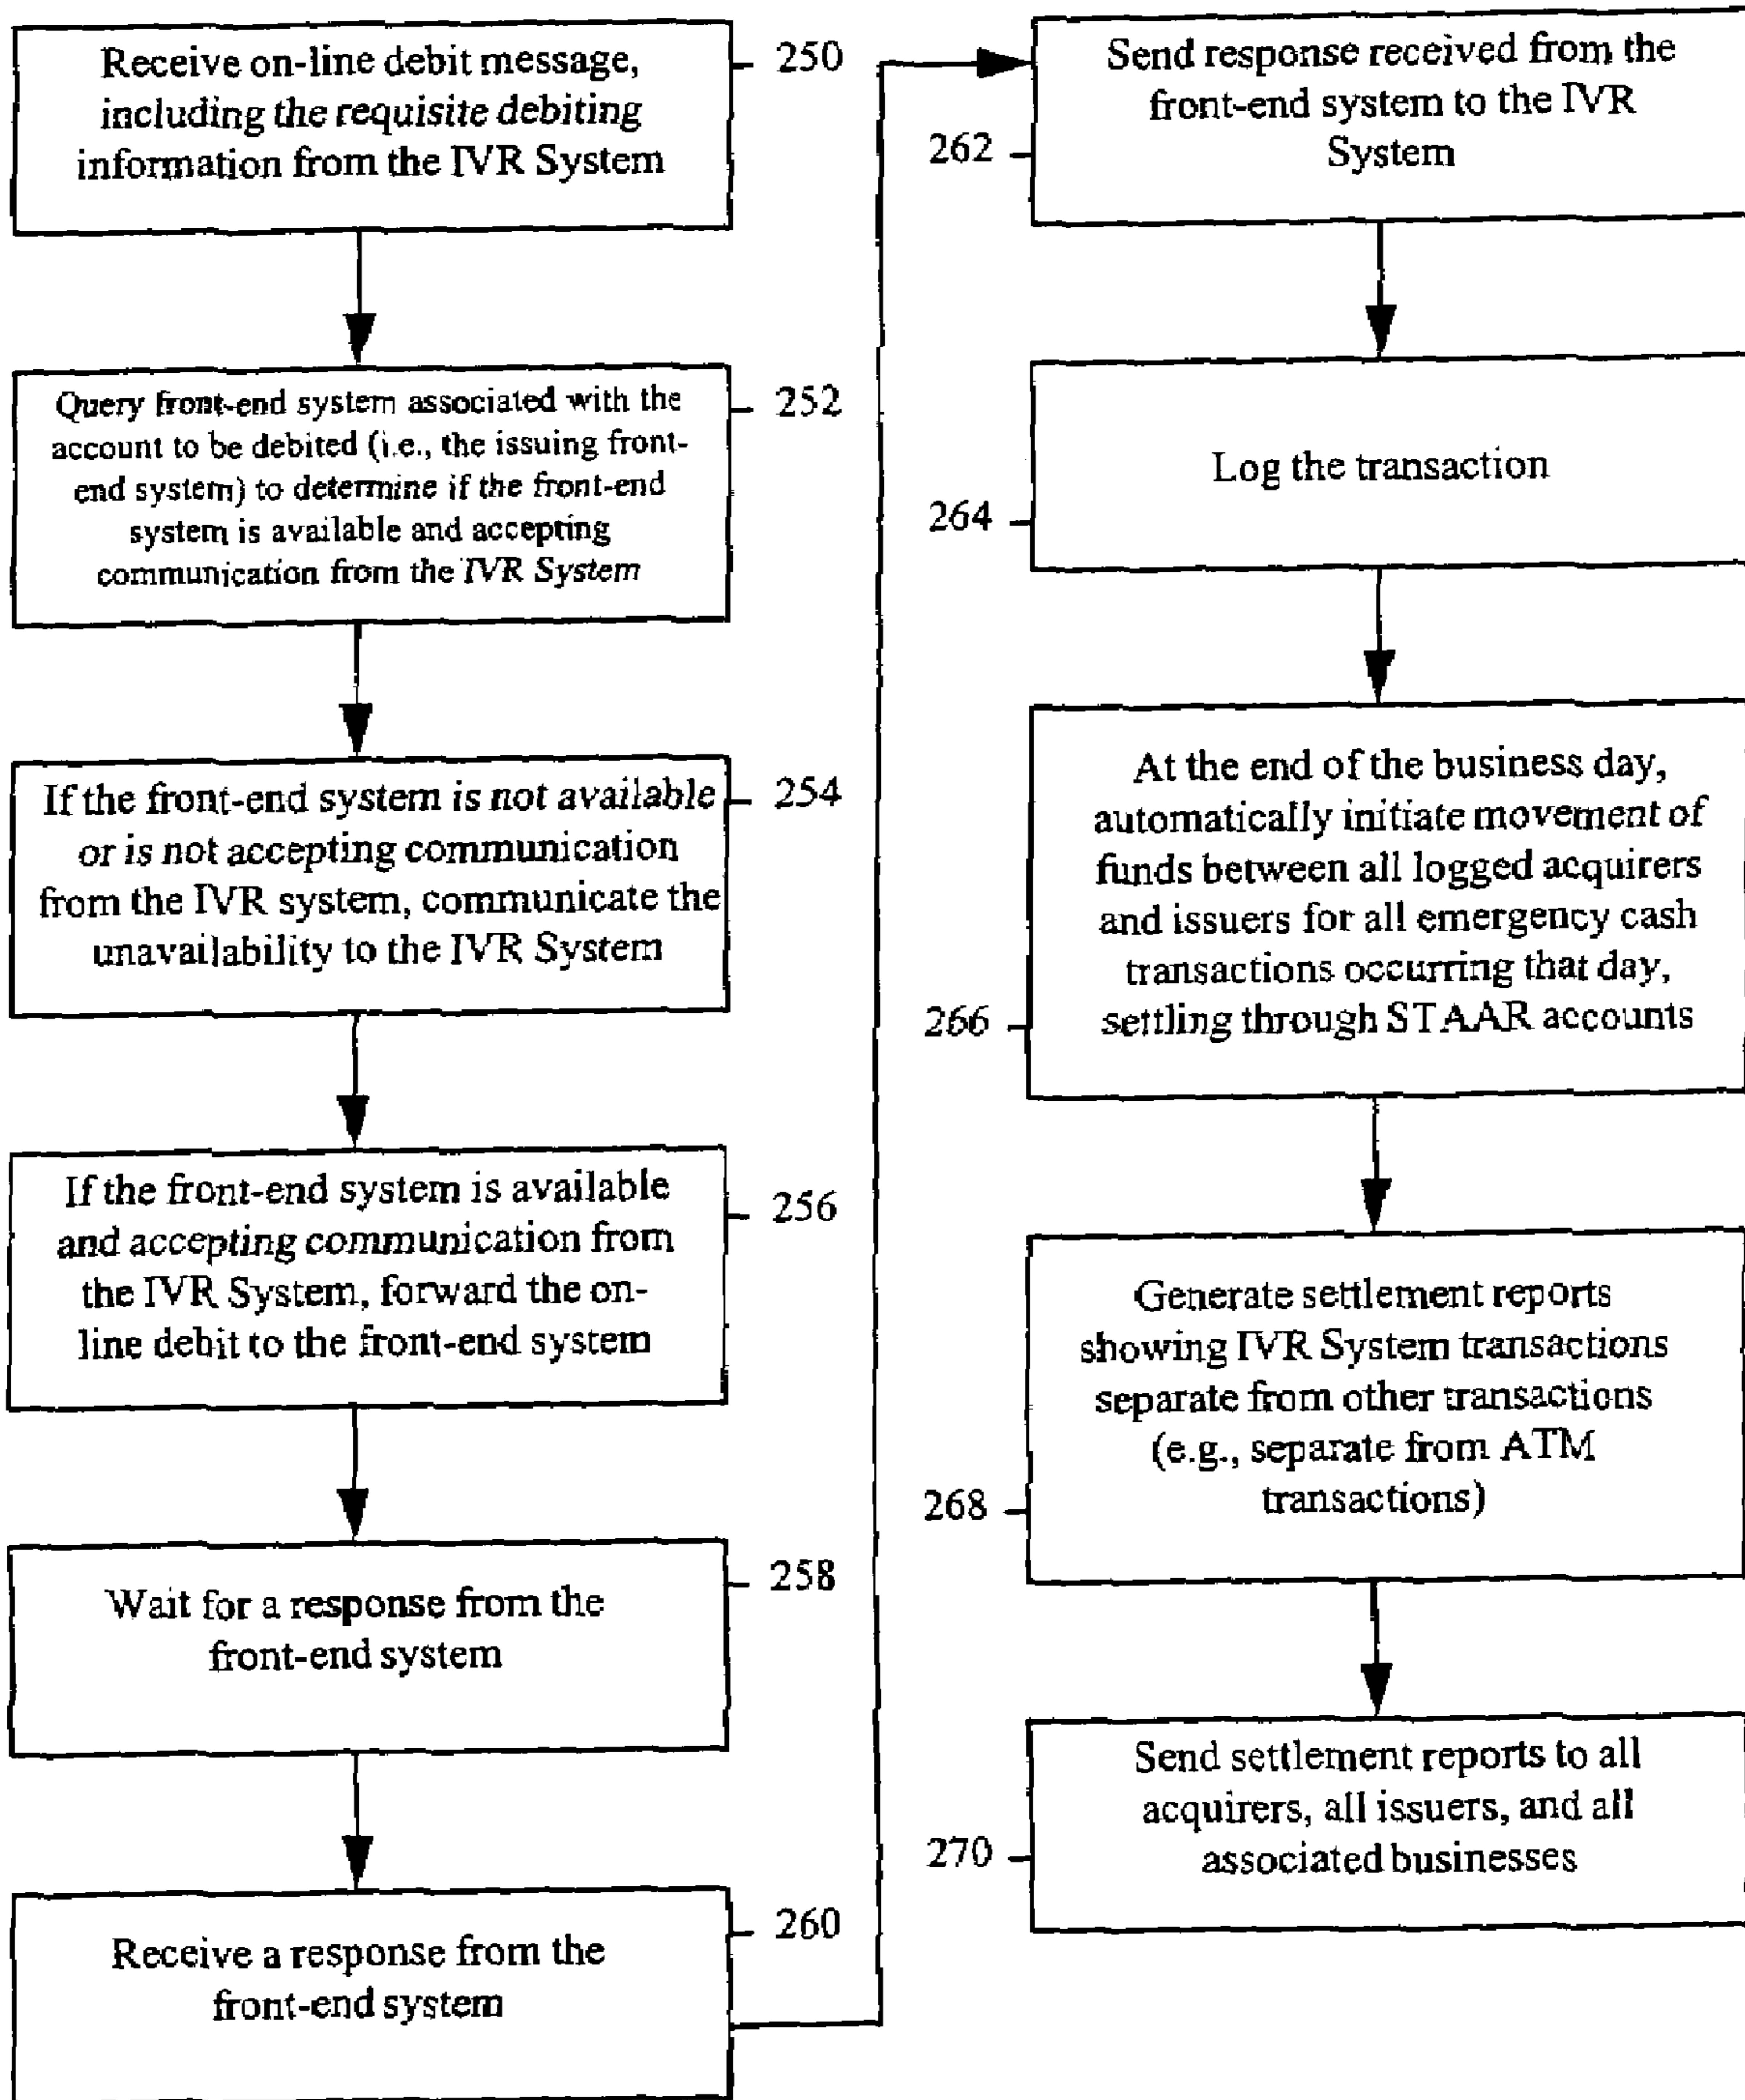 Receive on-line debit message,
including the requisite debiting
information from the IVR System
250
Query front-end system associated with the
account to be debited (i.e., the issuing front-
end system) to determine if the front-end
system is available and accepting
communication from the IVR System
252
If the front-end system is not available
or is not accepting communication
from the IVR system, communicate the
unavailability to the IVR System
254
If the front-end system is available
and accepting communication from
the IVR System, forward the on-
line debit to the front-end system
256
Wait for a response from the
front-end system
258
Receive a response from the
front-end system
260
Send response received from the
front-end system to the IVR
System
262
Log the transaction
264
At the end of the business day,
automatically initiate movement of
funds between all logged acquirers
and issuers for all emergency cash
transactions occurring that day,
settling through STAAR accounts
266
Generate settlement reports
showing IVR System transactions
separate from other transactions
(e.g., separate from ATM
transactions)
268
Send settlement reports to all
acquirers, all issuers, and all
associated businesses
270